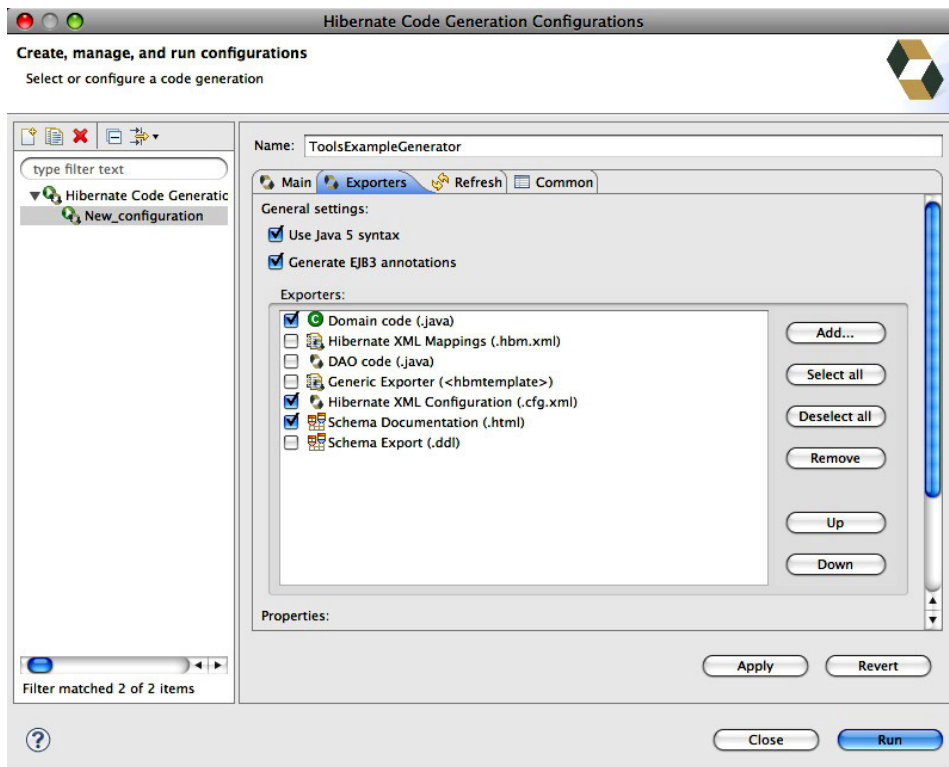 Hibernate Code Generation Configurations
Create, manage, and run configurations
Select or configure a code generation
type filter text
Hibernate Code Generatic
New_configuration
Filter matched 2 of 2 items
Name: ToolsExampleGenerator
Main Exporters Refresh Common
General settings:
Use Java 5 syntax
Generate EJB3 annotations
Exporters:
Domain code (.java)
Hibernate XML Mappings (.hbm.xml)
DAO code (.java)
Generic Exporter (<hbmtemplate>)
Hibernate XML Configuration (.cfg.xml)
Schema Documentation (.html)
Schema Export (.ddl)
Add...
Select all
Deselect all
Remove
Up
Down
Properties:
Apply Revert
? Close Run